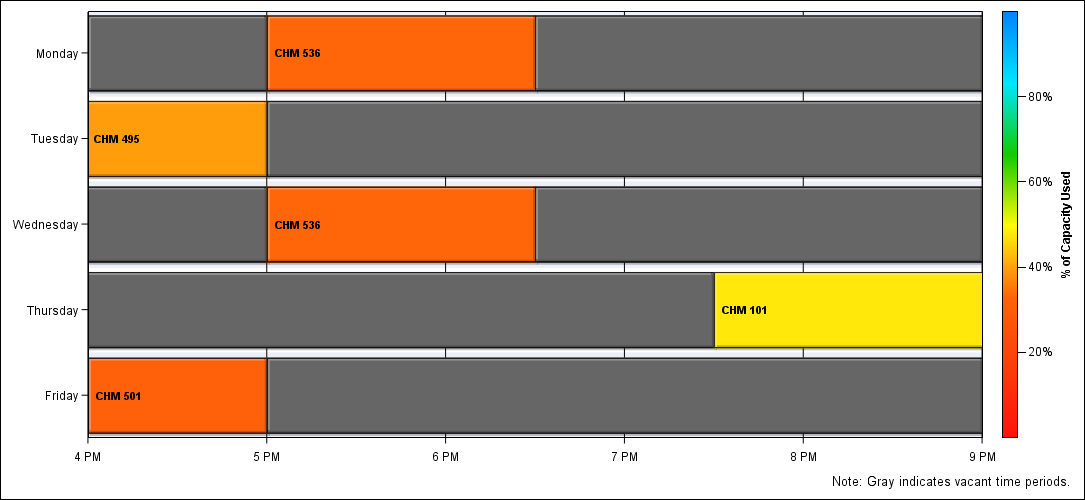 Monday
CHM 536
Tuesday
CHM 495
Wednesday
CHM 536
Thursday
CHM 101
Friday
CHM 501
4 PM 5 PM 6 PM 7 PM 8 PM 9 PM
80%
60%
40%
20%
% of Capacity Used
Note: Gray indicates vacant time periods.